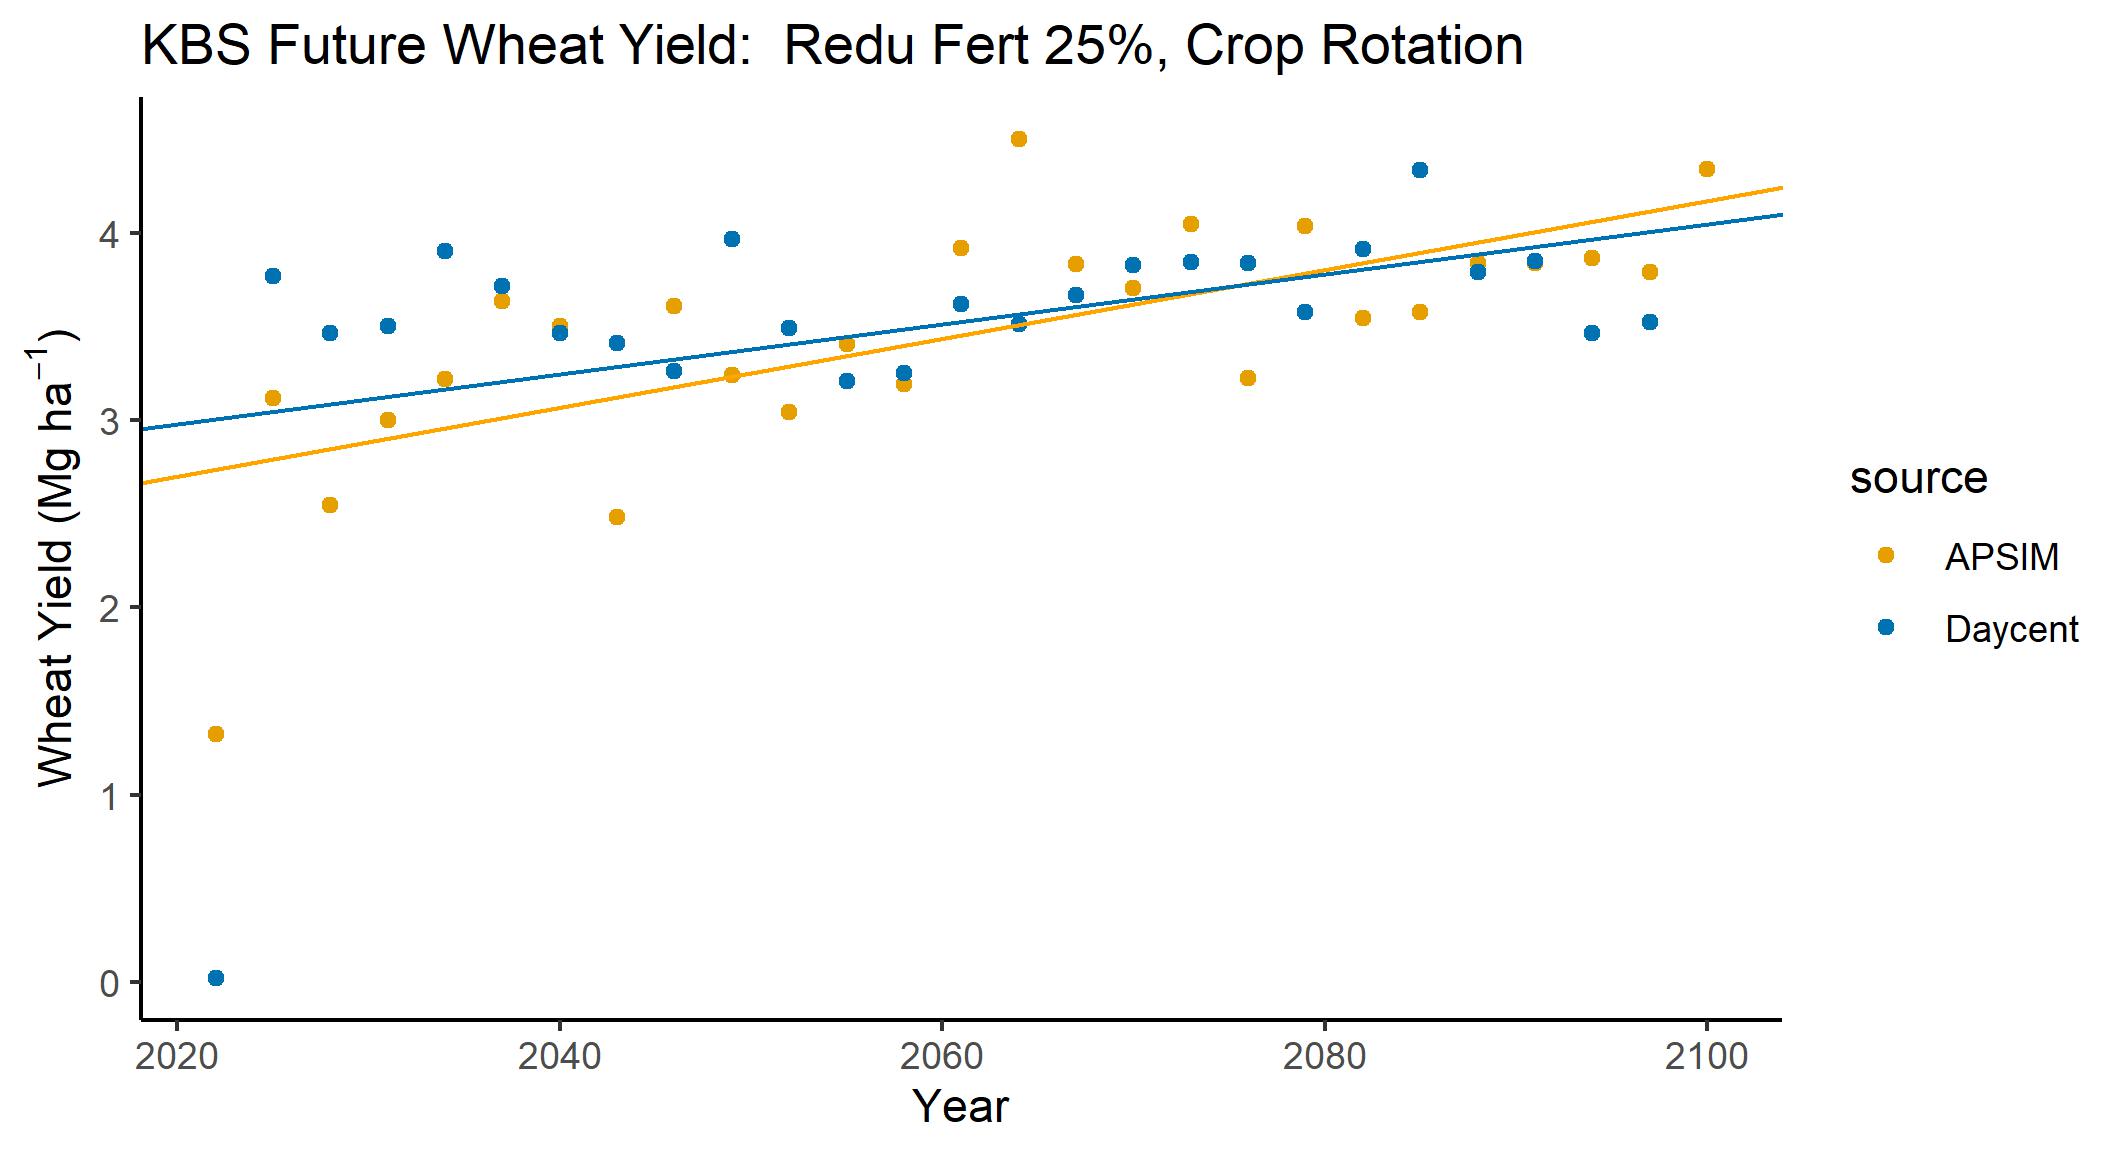 KBS Future Wheat Yield:  Redu Fert 25%, Crop Rotation
Wheat Yield (Mg ha⁻¹)
4
3
2
1
0
2020 2040 2060 2080 2100
Year
source
APSIM
Daycent